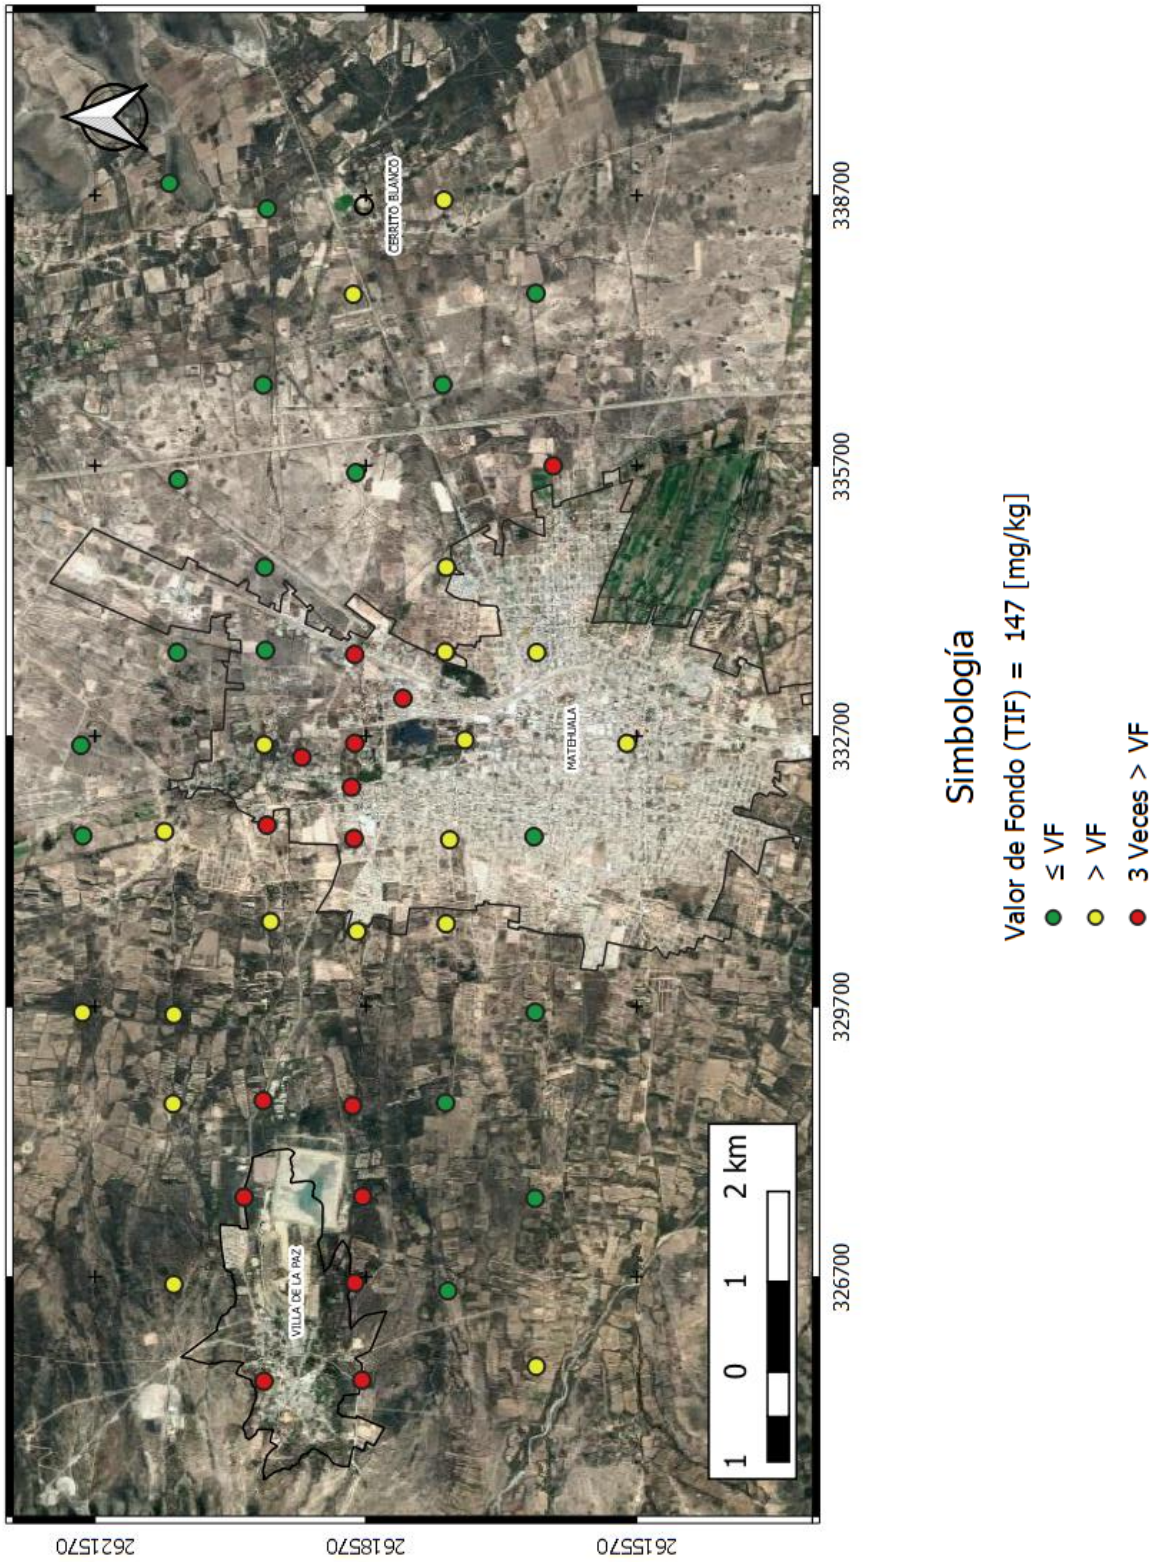 CERRITO BLANCO
MATEHUALA
VILLA DE LA PAZ
338700
335700
332700
329700
326700
2621570
2618570
2615570
1 0 1 2 km
Simbología
Valor de Fondo (TIF) = 147 [mg/kg]
≤ VF
> VF
3 Veces > VF